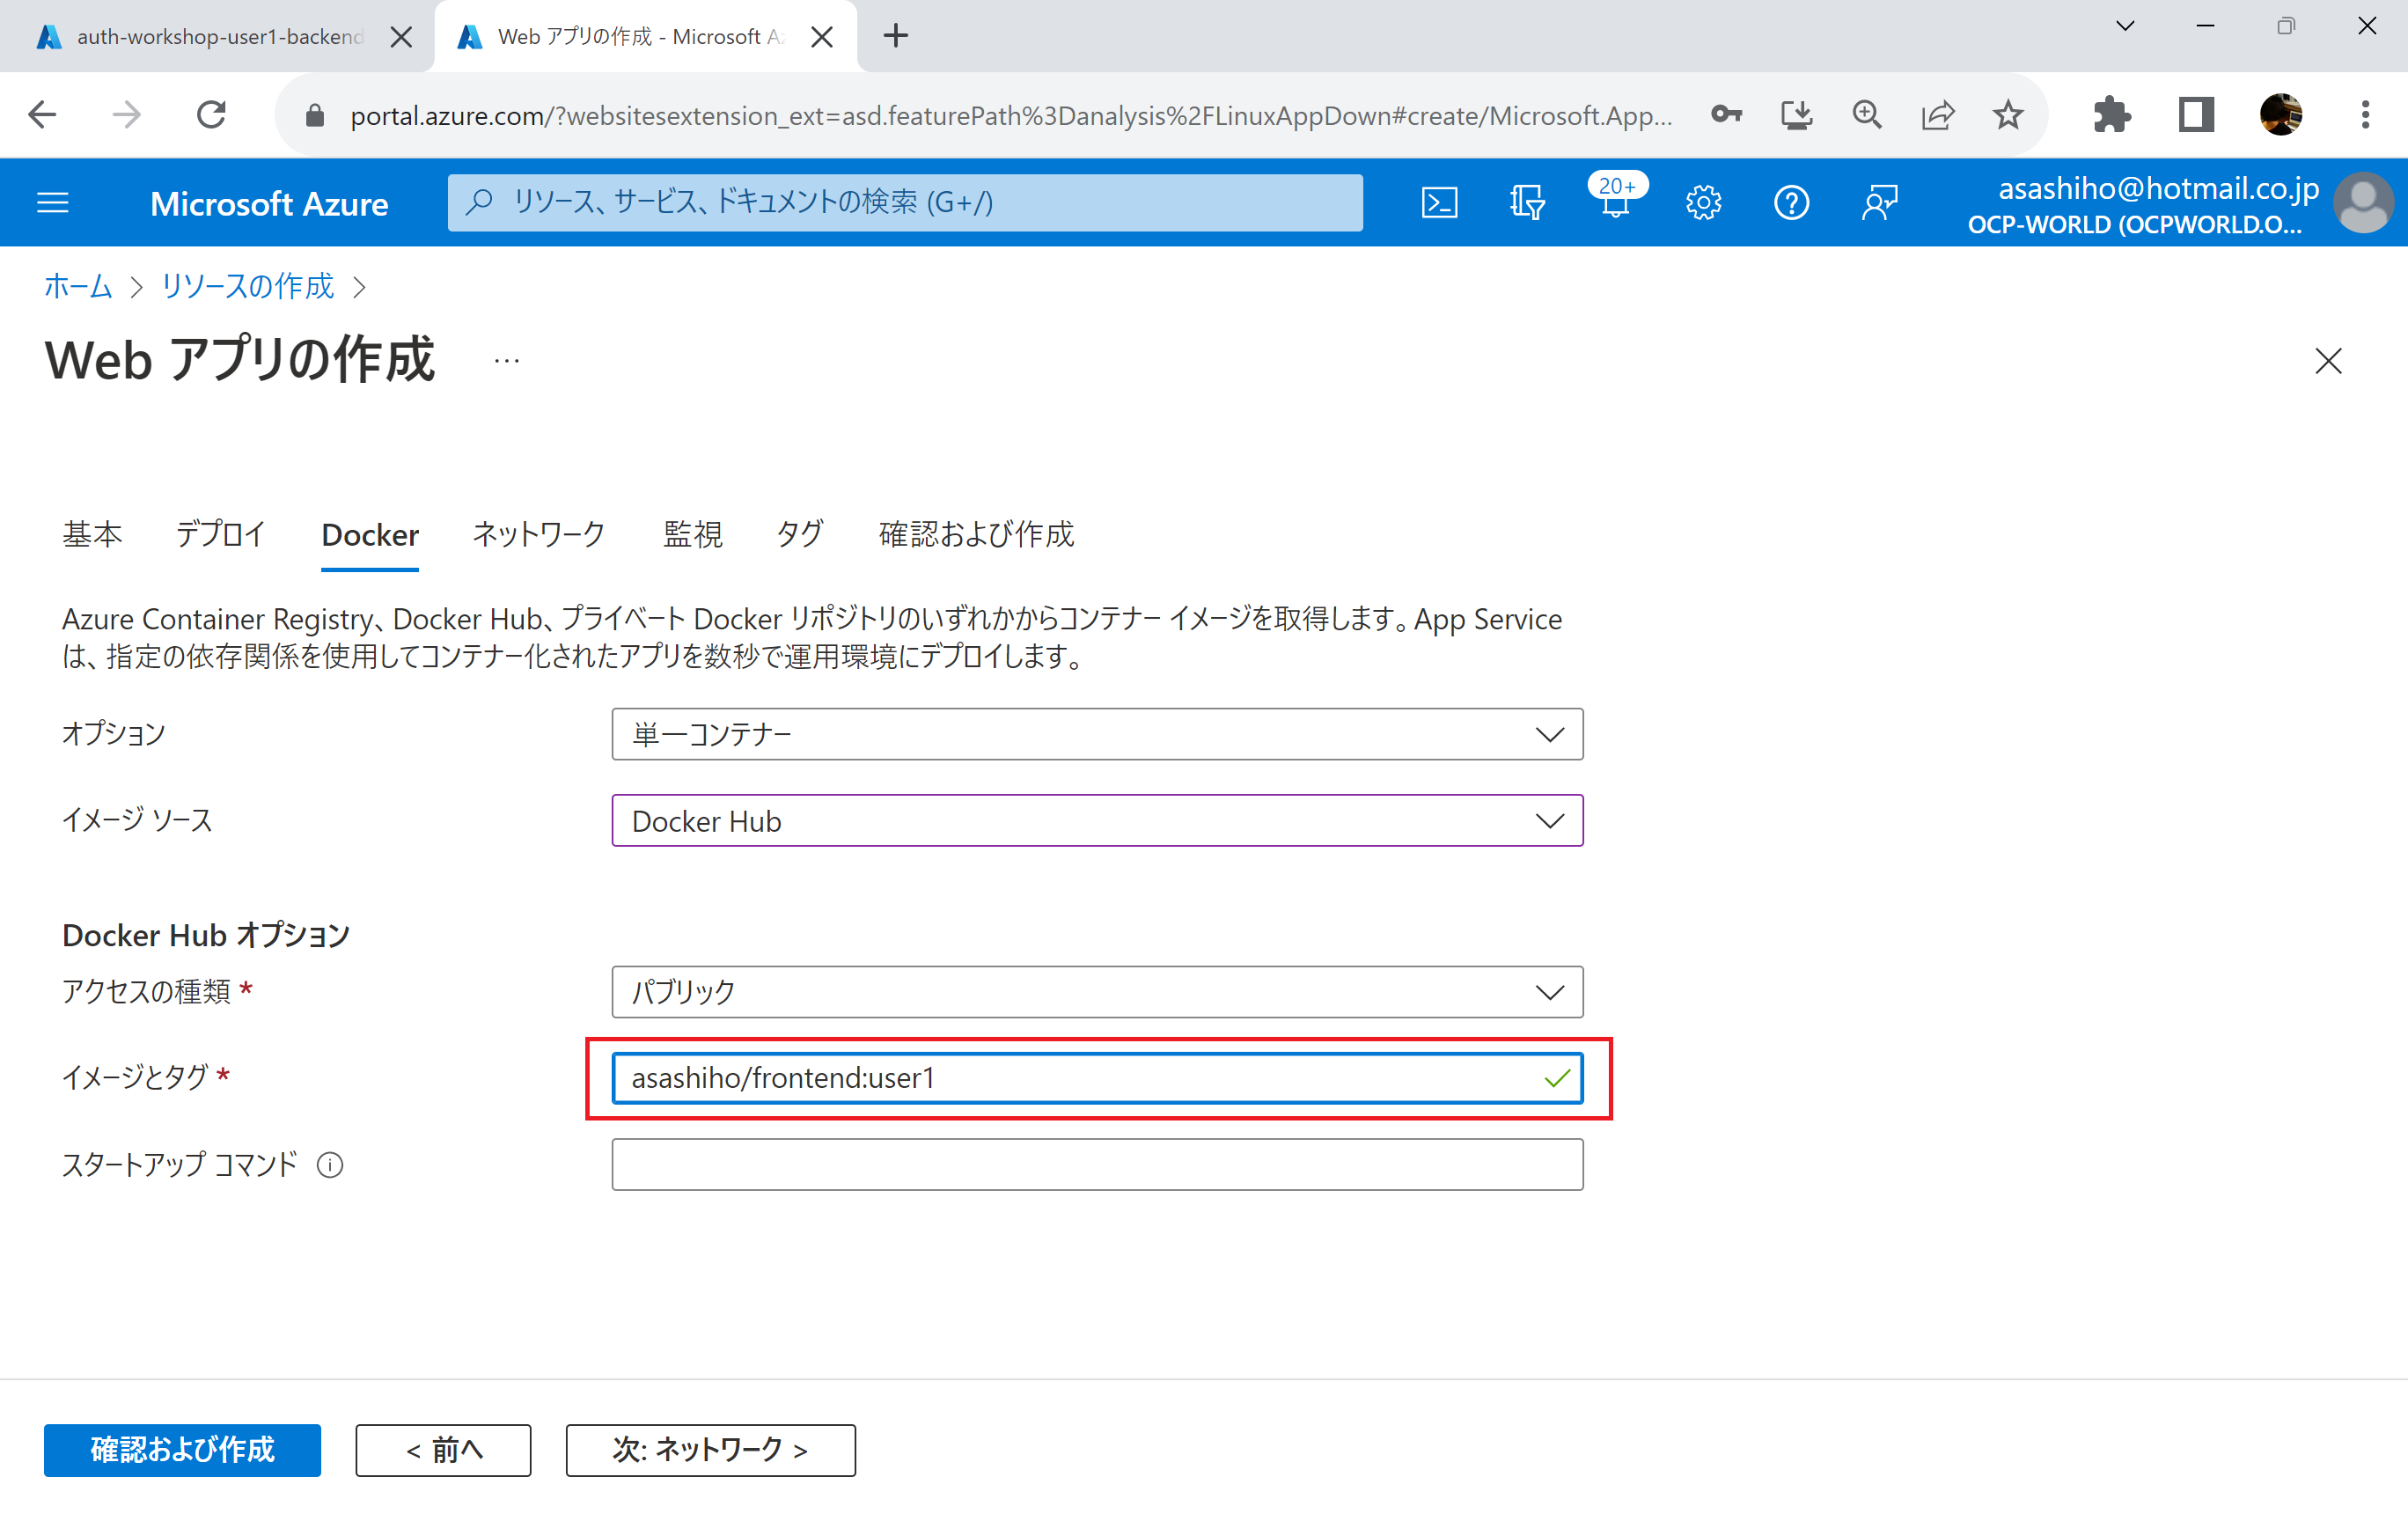 auth-workshop-user1-backend
Web アプリの作成 - Microsoft Az
portal.azure.com/?websitesextension_ext=asd.featurePath%3Danalysis%2FLinuxAppDown#create/Microsoft.App...
Microsoft Azure
リソース、サービス、ドキュメントの検索 (G+/)
20+
asashiho@hotmail.co.jp
OCP-WORLD (OCPWORLD.O...
ホーム > リソースの作成 >
Web アプリの作成 ...
基本 デプロイ Docker ネットワーク 監視 タグ 確認および作成
Azure Container Registry、Docker Hub、プライベート Docker リポジトリのいずれかからコンテナー イメージを取得します。App Service
は、指定の依存関係を使用してコンテナー化されたアプリを数秒で運用環境にデプロイします。
オプション 単一コンテナー
イメージ ソース Docker Hub
Docker Hub オプション
アクセスの種類 * パブリック
イメージとタグ * asashiho/frontend:user1
スタートアップ コマンド
確認および作成 < 前へ 次: ネットワーク >